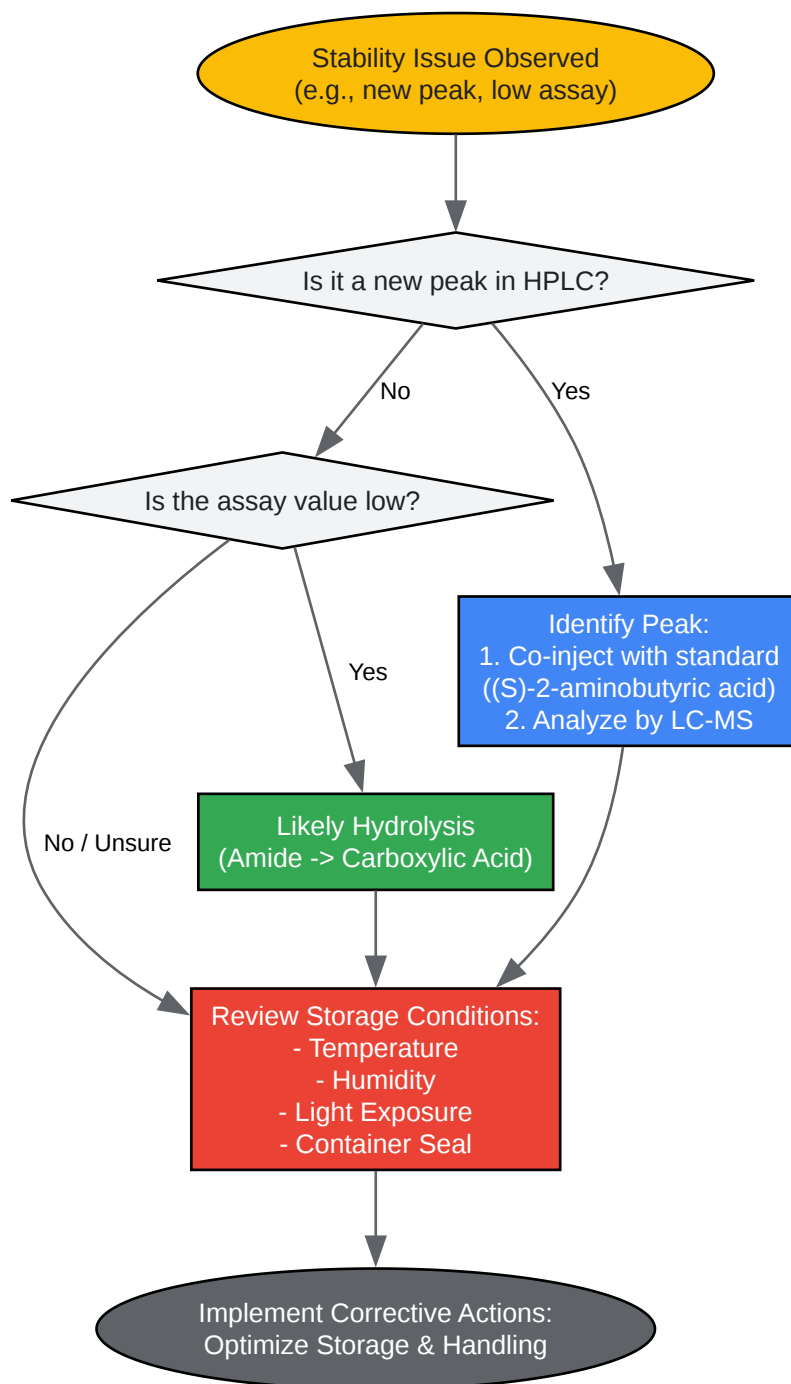 Stability Issue Observed
(e.g., new peak, low assay)
Is it a new peak in HPLC?
No
Yes
Is the assay value low?
Identify Peak:
1. Co-inject with standard
((S)-2-aminobutyric acid)
2. Analyze by LC-MS
Yes
No / Unsure
Likely Hydrolysis
(Amide -> Carboxylic Acid)
Review Storage Conditions:
- Temperature
- Humidity
- Light Exposure
- Container Seal
Implement Corrective Actions:
Optimize Storage & Handling